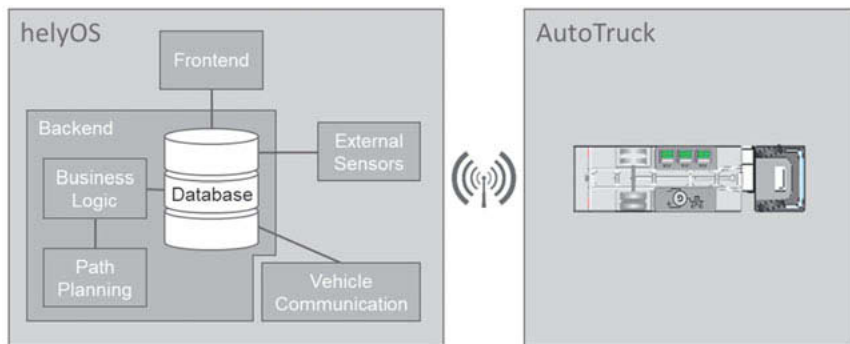 helyOS
Frontend
Backend
Business
Logic
Database
External
Sensors
Path
Planning
Vehicle
Communication
AutoTruck